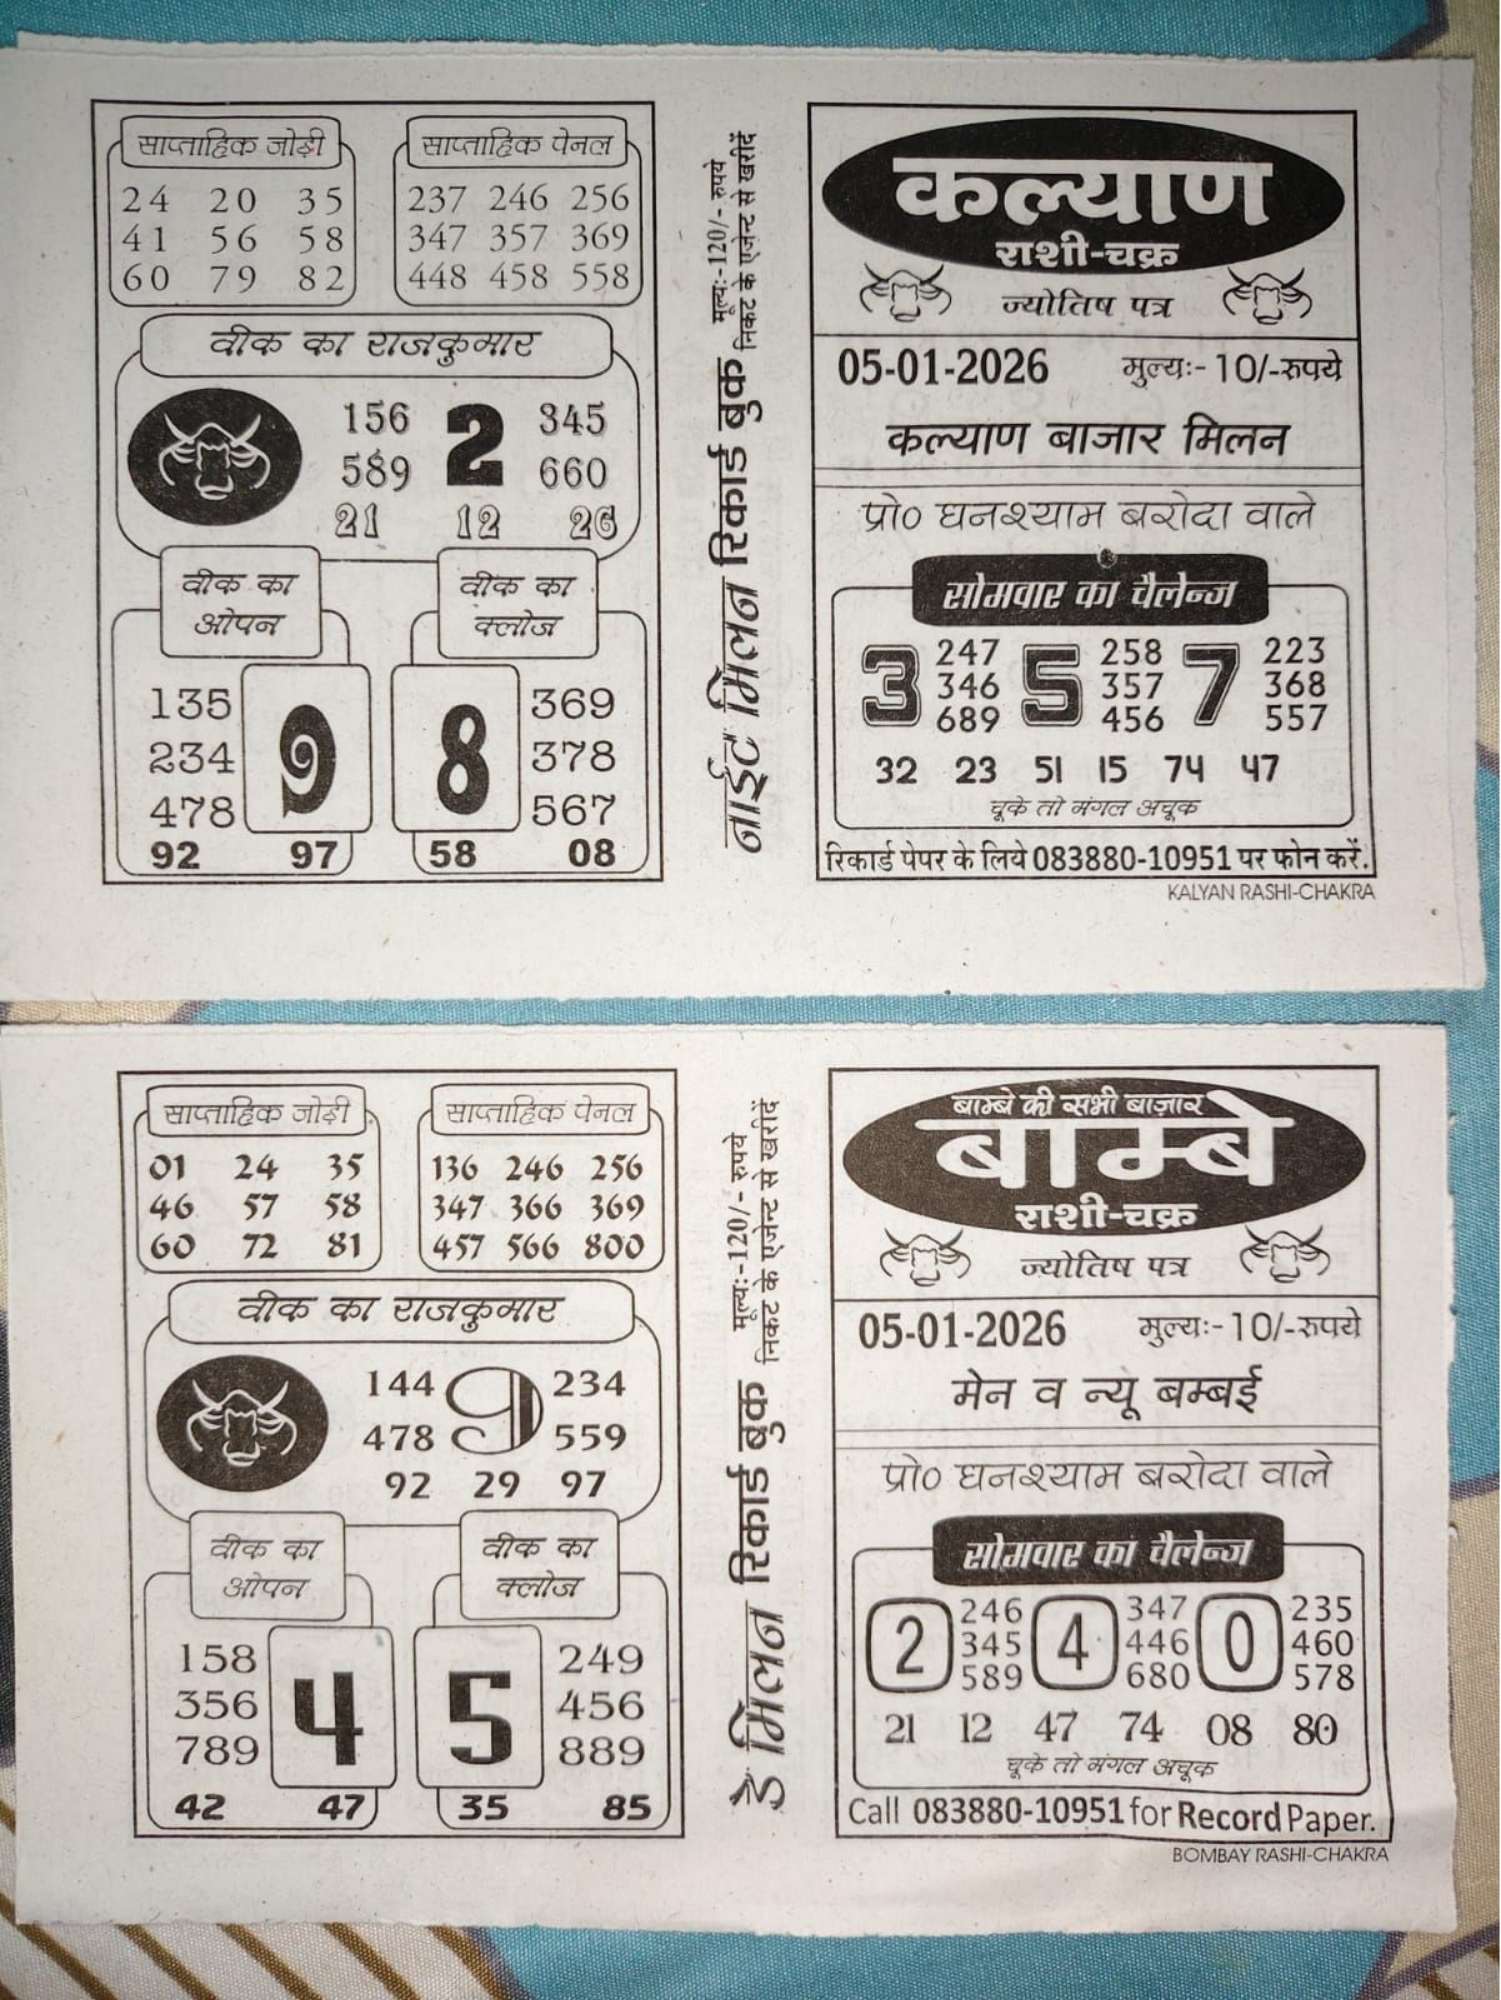 साप्ताहिक जोड़ी
24 20 35
41 56 58
60 79 82
साप्ताहिक पेनल
237 246 256
347 357 369
448 458 558
वीक का राजकुमार
156 2 345
589 660
21 12 26
वीक का
ओपन
135
234
478
9
92 97
वीक का
क्लोज
8
369
378
567
58 08
नाईट मिलन रिकार्ड बुक
मूल्य:-120/- रुपये
निकट के एजेन्ट से खरीदें
कल्याण
राशी-चक्र
ज्योतिष पत्र
05-01-2026 मुल्यः- 10/-रुपये
कल्याण बाजार मिलन
प्रो० घनश्याम बरोदा वाले
सोमवार का चैलेन्ज
3 247 5 258 7 223
346 357 368
689 456 557
32 23 51 15 74 47
चूके तो मंगल अचूक
रिकार्ड पेपर के लिये 083880-10951 पर फोन करें.
KALYAN RASHI-CHAKRA
साप्ताहिक जोड़ी
01 24 35
46 57 58
60 72 81
साप्ताहिक पेनल
136 246 256
347 366 369
457 566 800
वीक का राजकुमार
144 9 234
478 559
92 29 97
वीक का
ओपन
158
356
789
4
42 47
वीक का
क्लोज
5
249
456
889
35 85
डे मिलन रिकार्ड बुक
मूल्य:-120/- रुपये
निकट के एजेन्ट से खरीदें
बाम्बे की सभी बाज़ार
बाम्बे
राशी-चक्र
ज्योतिष पत्र
05-01-2026 मुल्यः- 10/-रुपये
मेन व न्यू बम्बई
प्रो० घनश्याम बरोदा वाले
सोमवार का चैलेन्ज
2 246 4 347 0 235
345 446 460
589 680 578
21 12 47 74 08 80
चूके तो मंगल अचूक
Call 083880-10951 for Record Paper.
BOMBAY RASHI-CHAKRA